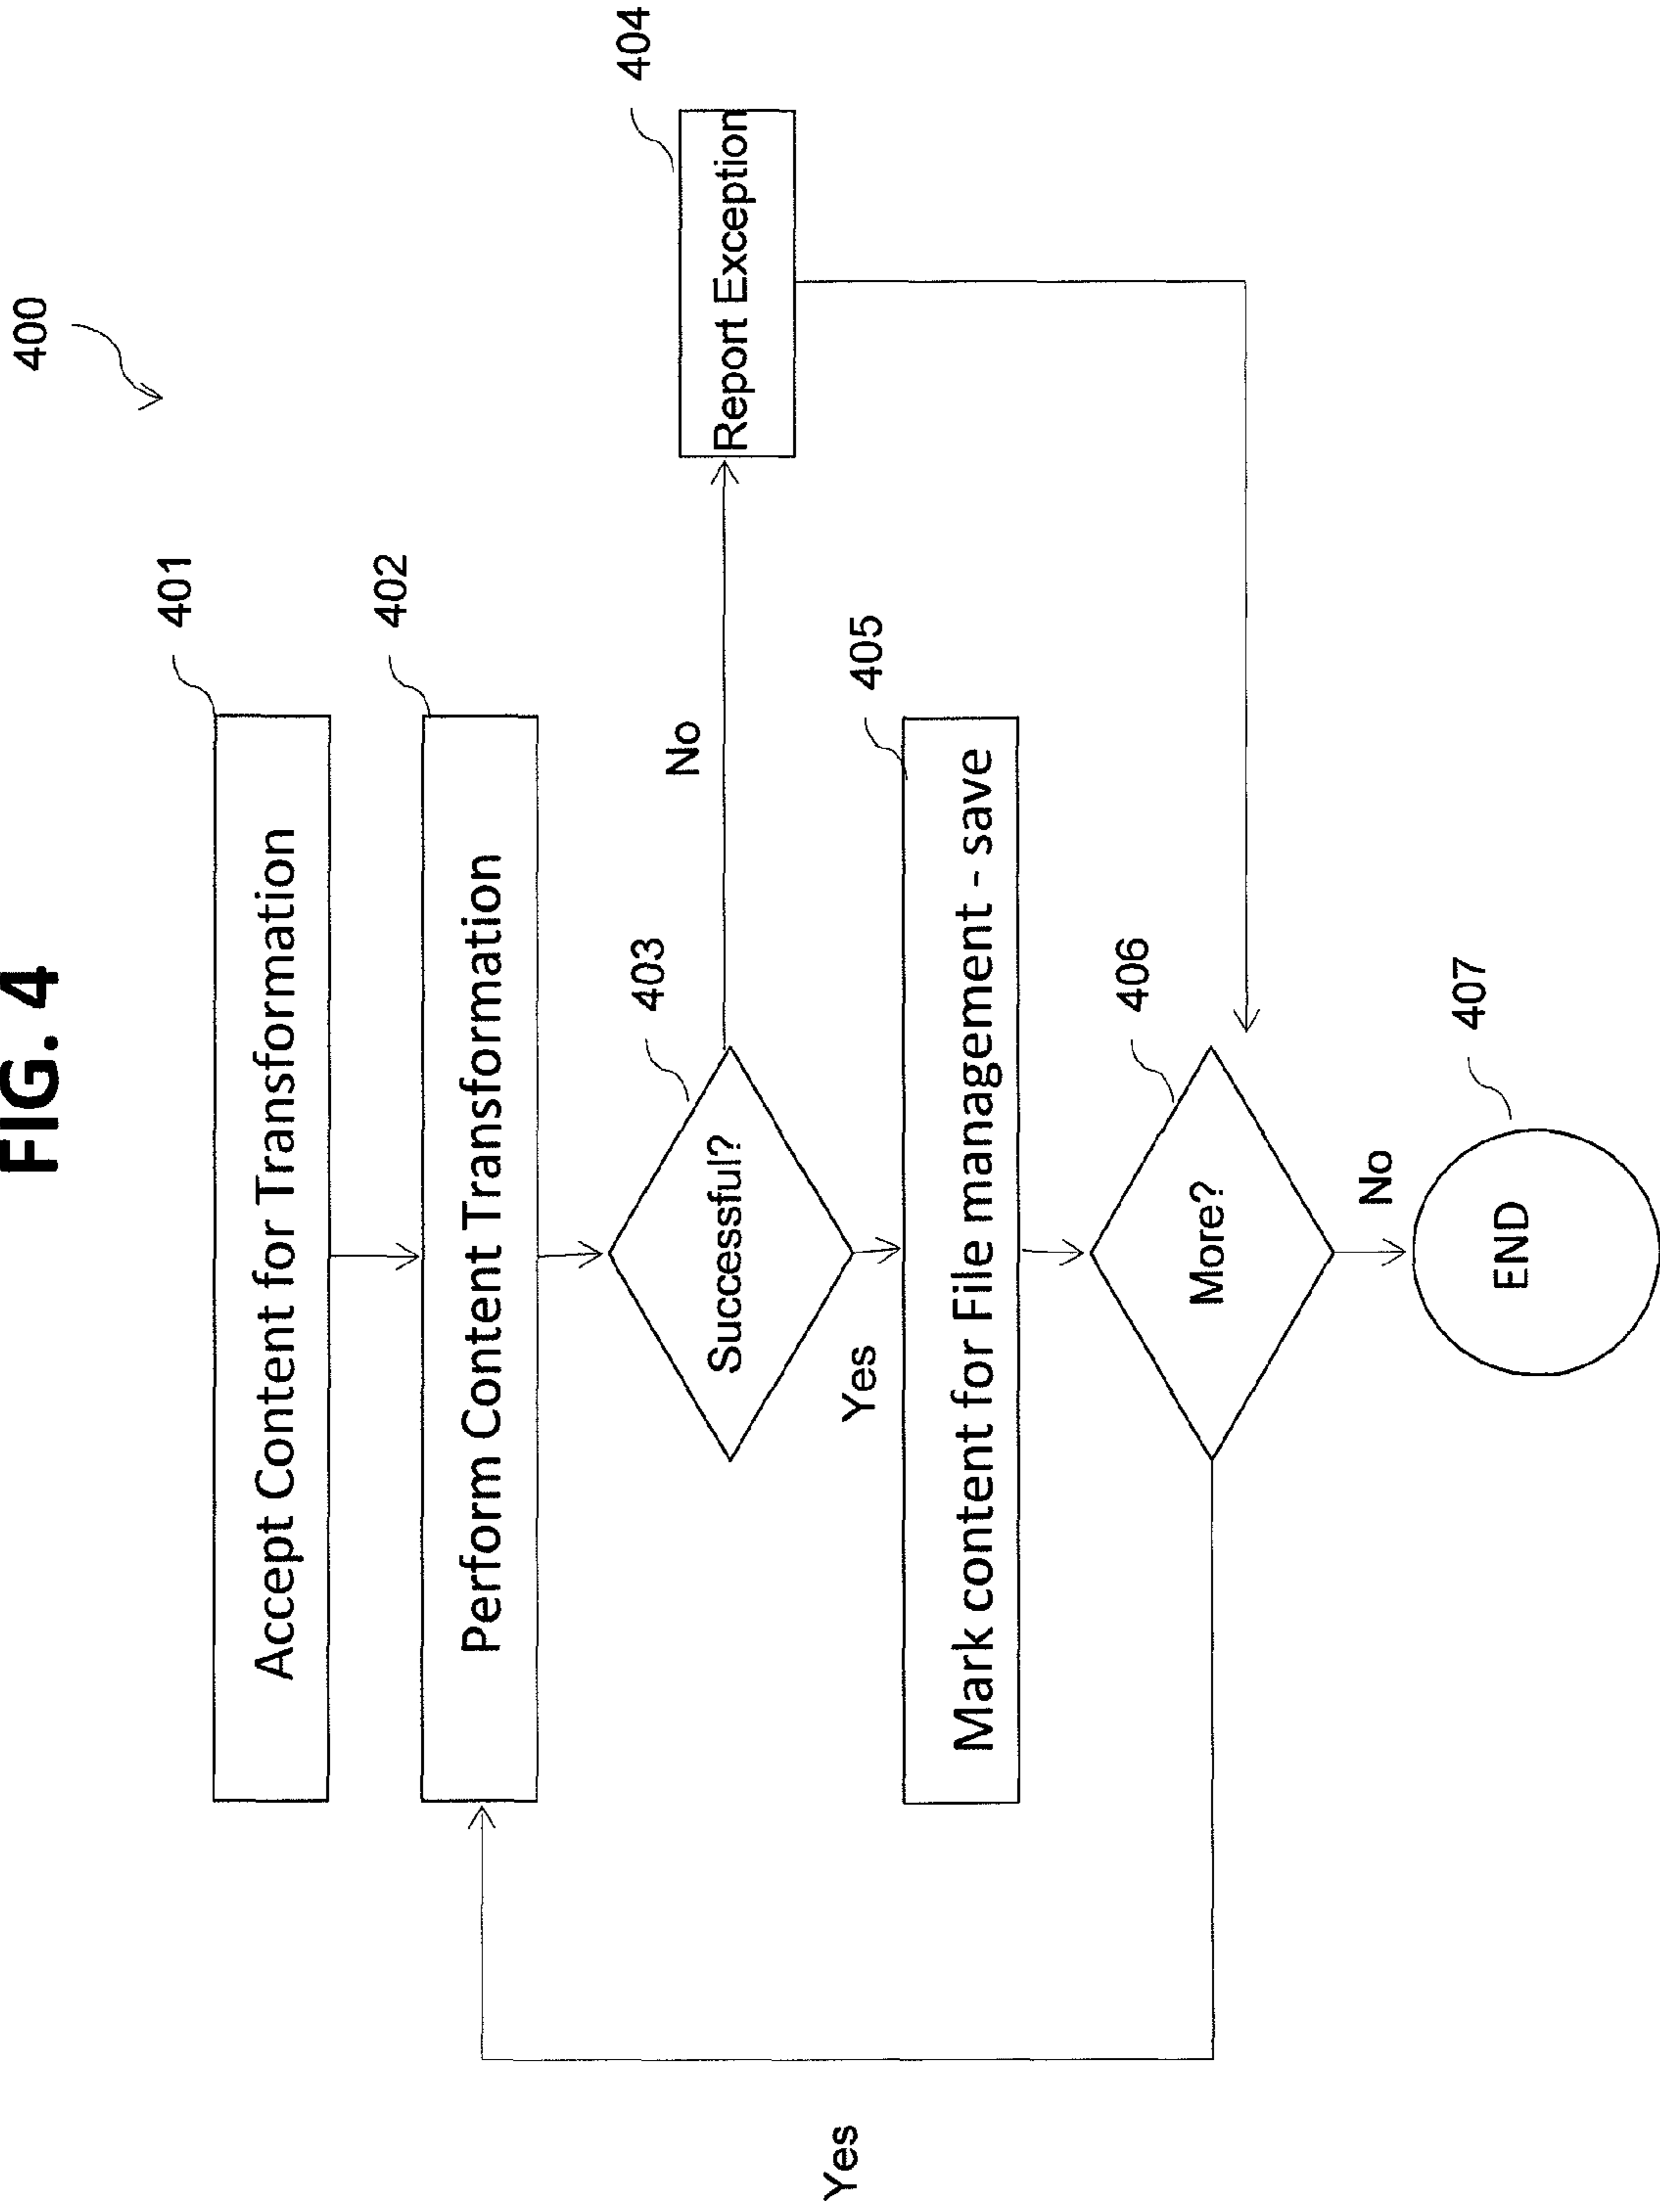 FIG. 4
400
401
Accept Content for Transformation
402
Perform Content Transformation
403
Successful?
No
404
Report Exception
Yes
405
Mark content for File management - save
406
More?
Yes
No
407
END